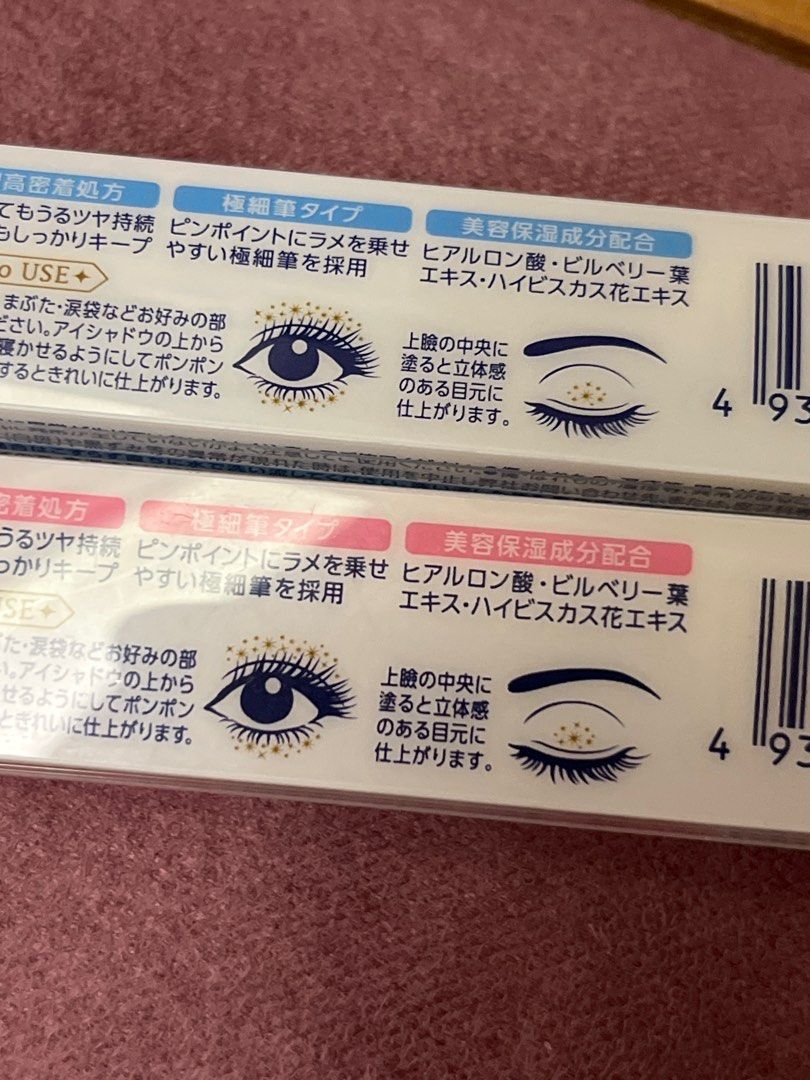 高密着処方
てもうるツヤ持続
もしっかりキープ
極細筆タイプ
ピンポイントにラメを乗せ
やすい極細筆を採用
美容保湿成分配合
ヒアルロン酸・ビルベリー葉
エキス・ハイビスカス花エキス
o USE
まぶた・涙袋などお好みの部
ださい。アイシャドウの上から
寝かせるようにしてポンポン
するときれいに仕上がります。
上瞼の中央に
塗ると立体感
のある目元に
仕上がります。
4 93
密着処方
うるツヤ持続
っかりキープ
極細筆タイプ
ピンポイントにラメを乗せ
やすい極細筆を採用
美容保湿成分配合
ヒアルロン酸・ビルベリー葉
エキス・ハイビスカス花エキス
USE
ぶた・涙袋などお好みの部
い。アイシャドウの上から
せるようにしてポンポン
ときれいに仕上がります。
上瞼の中央に
塗ると立体感
のある目元に
仕上がります。
4 93